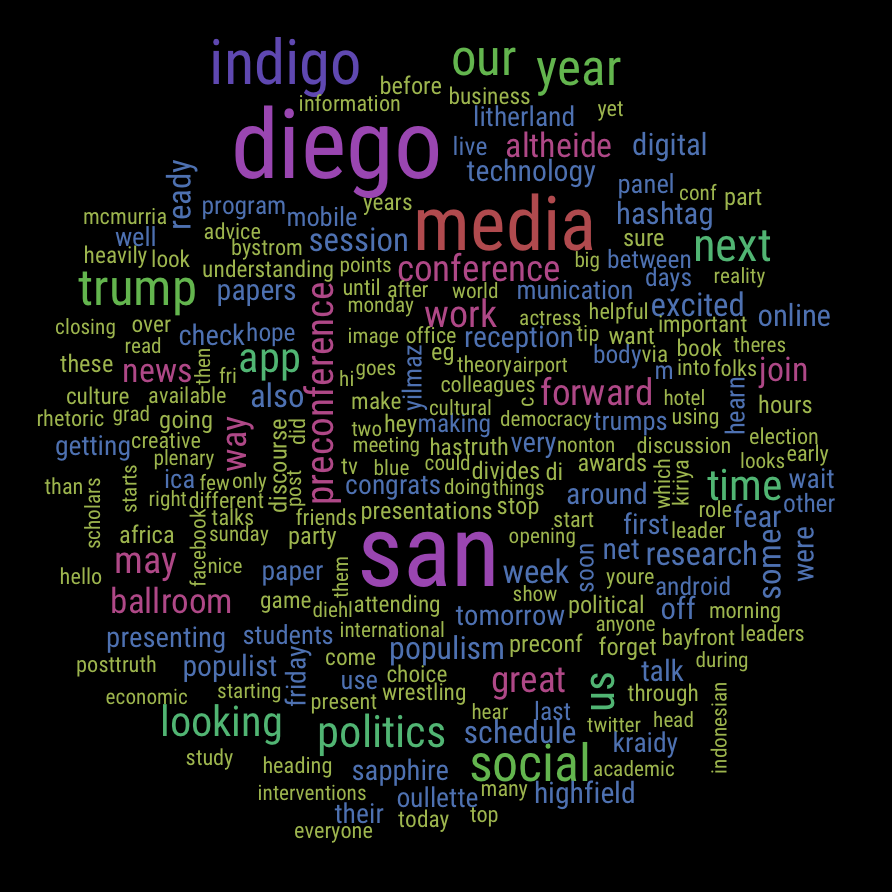 indigo
our
year
before
information
business
yet
litherland
diego
live
altheide
digital
technology
panel
conf
part
ready
program
years
mobile
media
hashtag
mcmurria
well
advice
bystrom
session
sure
next
heavily
look
understanding
points
conference
big
between
trump
papers
until
after
world
munication
days
reality
monday
work
actress
helpful
excited
important
online
closing
over
check
hope
preconference
image
office
reception
tip
want
read
then
app
hi
goes
yilmaz
eg
theory
airport
body
via
book
theres
these
news
fri
m
into
folks
join
culture
available
also
make
colleagues
c
forward
hotel
hearn
hours
rhetoric
grad
going
way
discourse
did
two
hey
cultural
making
democracy
trumps
using
getting
creative
plenary
meeting
hastruth
very
nonton
discussion
election
than
scholars
starts
ica
few
only
post
tv
blue
could
divides
di
awards
which
kiriya
looks
early
right
different
congrats
doing
things
around
time
wait
other
africa
facebook
talks
sunday
friends
presentations
stop
start
first
role
leader
fear
party
san
opening
hello
may
nice
paper
them
week
soon
net
research
some
were
ballroom
game
diehl
attending
show
youre
android
tomorrow
political
off
morning
presenting
students
international
populism
preconf
anyone
forget
bayfront
leaders
posttruth
populist
friday
come
choice
great
talk
during
economic
starting
use
wrestling
us
through
indonesian
looking
present
politics
hear
last
schedule
twitter
head
kraidy
study
heading
sapphire
social
academic
interventions
oullette
many
highfield
their
today
top
everyone